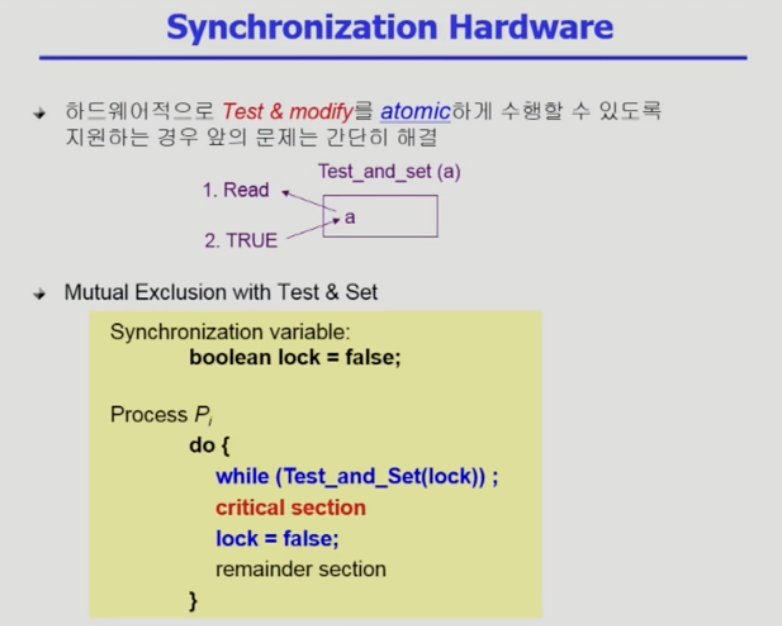 Synchronization Hardware
하드웨어적으로 Test & modify를 atomic하게 수행할 수 있도록
지원하는 경우 앞의 문제는 간단히 해결
Test_and_set (a)
1. Read
a
2. TRUE
Mutual Exclusion with Test & Set
Synchronization variable:
boolean lock = false;
Process Pi
do {
while (Test_and_Set(lock)) ;
critical section
lock = false;
remainder section
}